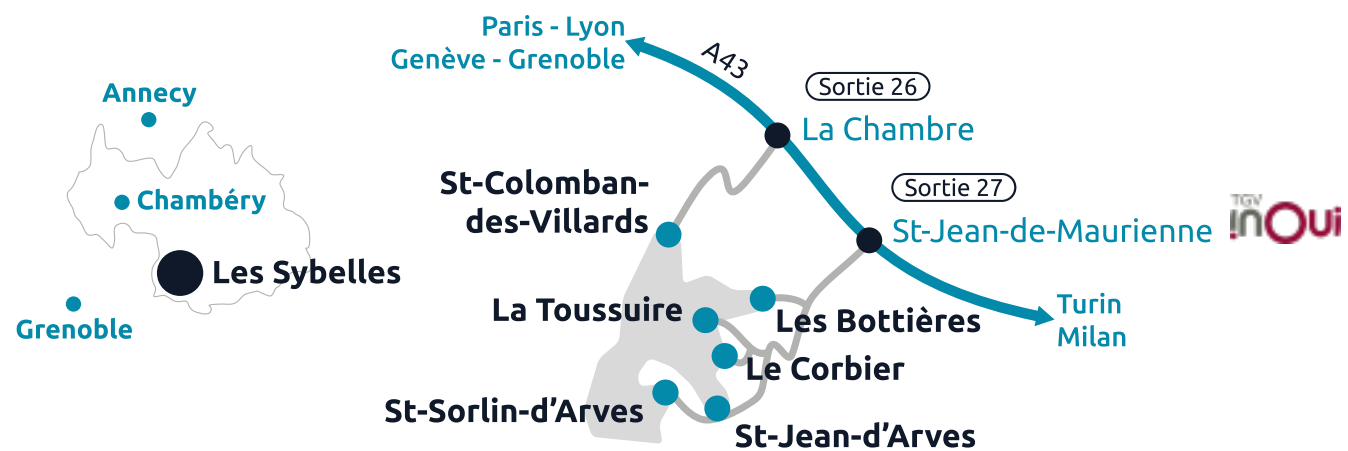 Annecy
Chambéry
Les Sybelles
Grenoble
Paris - Lyon
Genève - Grenoble
A43
Sortie 26
La Chambre
Sortie 27
St-Jean-de-Maurienne
TGV
inOui
Turin
Milan
St-Colomban-
des-Villards
La Toussuire
Les Bottières
Le Corbier
St-Sorlin-d’Arves
St-Jean-d’Arves